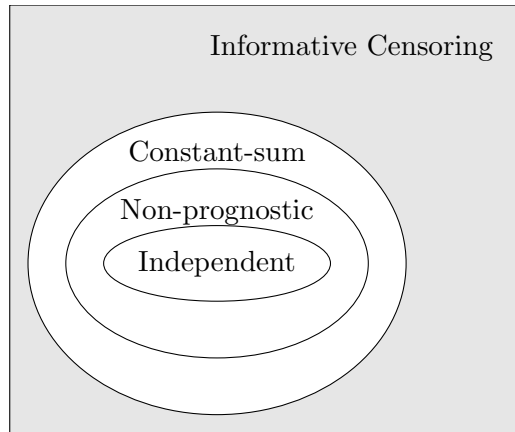 Informative Censoring
Constant-sum
Non-prognostic
Independent